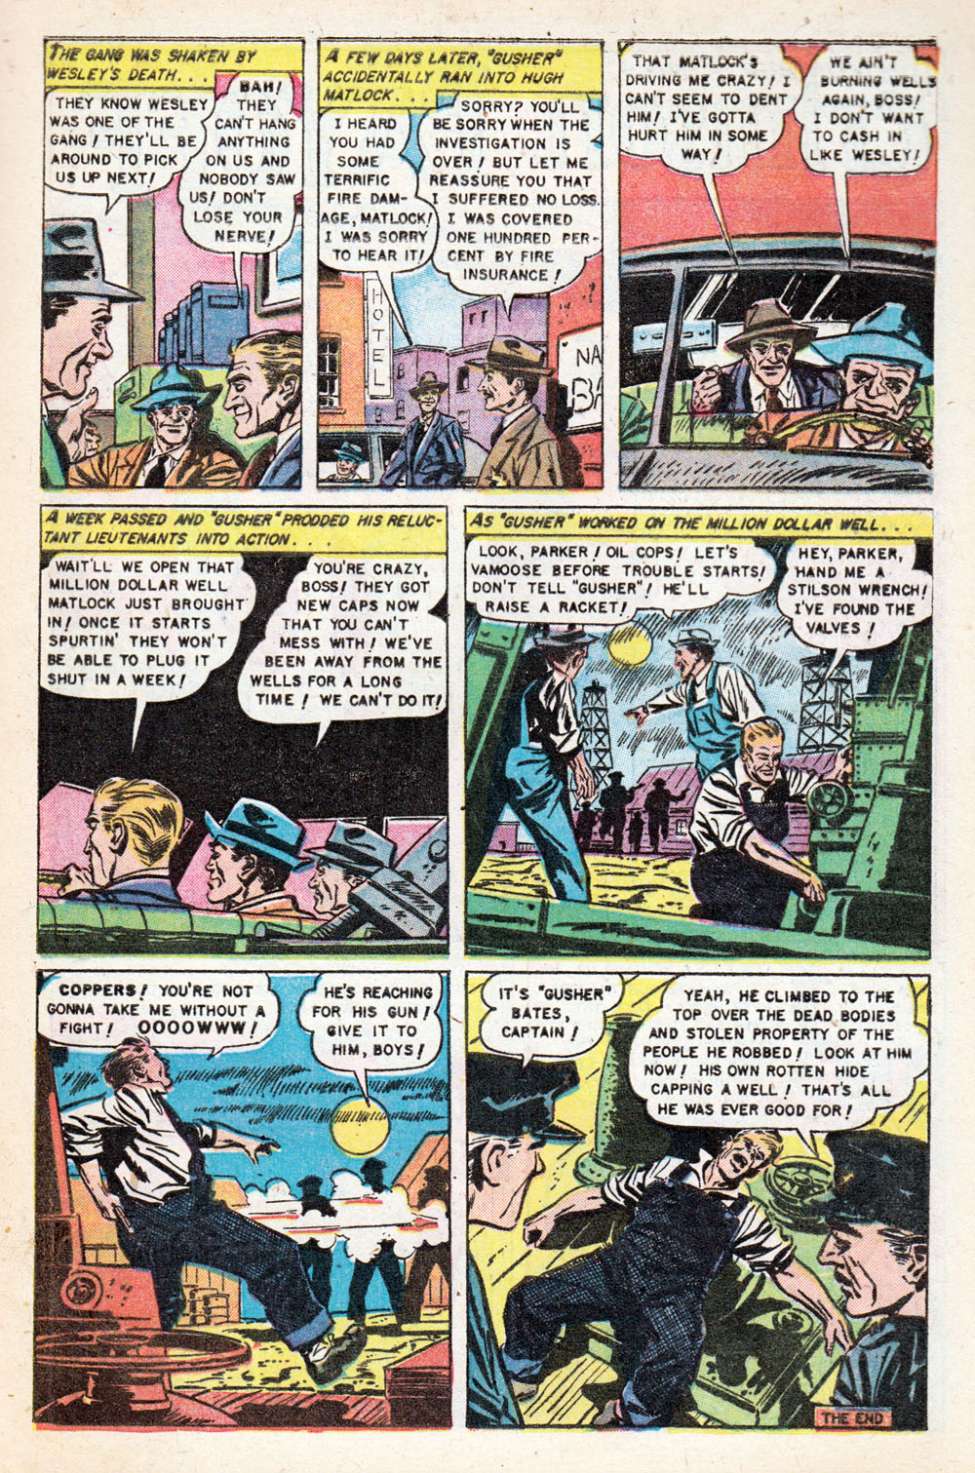 THE GANG WAS SHAKEN BY
WESLEY'S DEATH. . .
THEY KNOW WESLEY
WAS ONE OF THE
GANG! THEY'LL BE
AROUND TO PICK
US UP NEXT!
BAH!
THEY
CAN'T HANG
ANYTHING
ON US AND
NOBODY SAW
US! DON'T
LOSE YOUR
NERVE!
A FEW DAYS LATER, "GUSHER"
ACCIDENTALLY RAN INTO HUGH
MATLOCK. . .
I HEARD
YOU HAD
SOME
TERRIFIC
FIRE DAM-
AGE, MATLOCK!
I WAS SORRY
TO HEAR IT!
SORRY? YOU'LL
BE SORRY WHEN THE
INVESTIGATION IS
OVER! BUT LET ME
REASSURE YOU THAT
I SUFFERED NO LOSS.
I WAS COVERED
ONE HUNDRED PER-
CENT BY FIRE
INSURANCE!
HOTEL
NA
BA
THAT MATLOCK'S
DRIVING ME CRAZY! I
CAN'T SEEM TO DENT
HIM! I'VE GOTTA
HURT HIM IN SOME
WAY!
WE AIN'T
BURNING WELLS
AGAIN, BOSS!
I DON'T WANT
TO CASH IN
LIKE WESLEY!
A WEEK PASSED AND "GUSHER" PRODDED HIS RELUC-
TANT LIEUTENANTS INTO ACTION. . .
WAIT'LL WE OPEN THAT
MILLION DOLLAR WELL
MATLOCK JUST BROUGHT
IN! ONCE IT STARTS
SPURTIN' THEY WON'T
BE ABLE TO PLUG IT
SHUT IN A WEEK!
YOU'RE CRAZY,
BOSS! THEY GOT
NEW CAPS NOW
THAT YOU CAN'T
MESS WITH! WE'VE
BEEN AWAY FROM THE
WELLS FOR A LONG
TIME! WE CAN'T DO IT!
AS "GUSHER" WORKED ON THE MILLION DOLLAR WELL. . .
LOOK, PARKER! OIL COPS! LET'S
VAMOOSE BEFORE TROUBLE STARTS!
DON'T TELL "GUSHER"! HE'LL
RAISE A RACKET!
HEY, PARKER,
HAND ME A
STILSON WRENCH!
I'VE FOUND THE
VALVES!
COPPERS! YOU'RE NOT
GONNA TAKE ME WITHOUT A
FIGHT! OOOOWWW!
HE'S REACHING
FOR HIS GUN!
GIVE IT TO
HIM, BOYS!
IT'S "GUSHER"
BATES,
CAPTAIN!
YEAH, HE CLIMBED TO THE
TOP OVER THE DEAD BODIES
AND STOLEN PROPERTY OF THE
PEOPLE HE ROBBED! LOOK AT HIM
NOW! HIS OWN ROTTEN HIDE
CAPPING A WELL! THAT'S ALL
HE WAS EVER GOOD FOR!
THE END